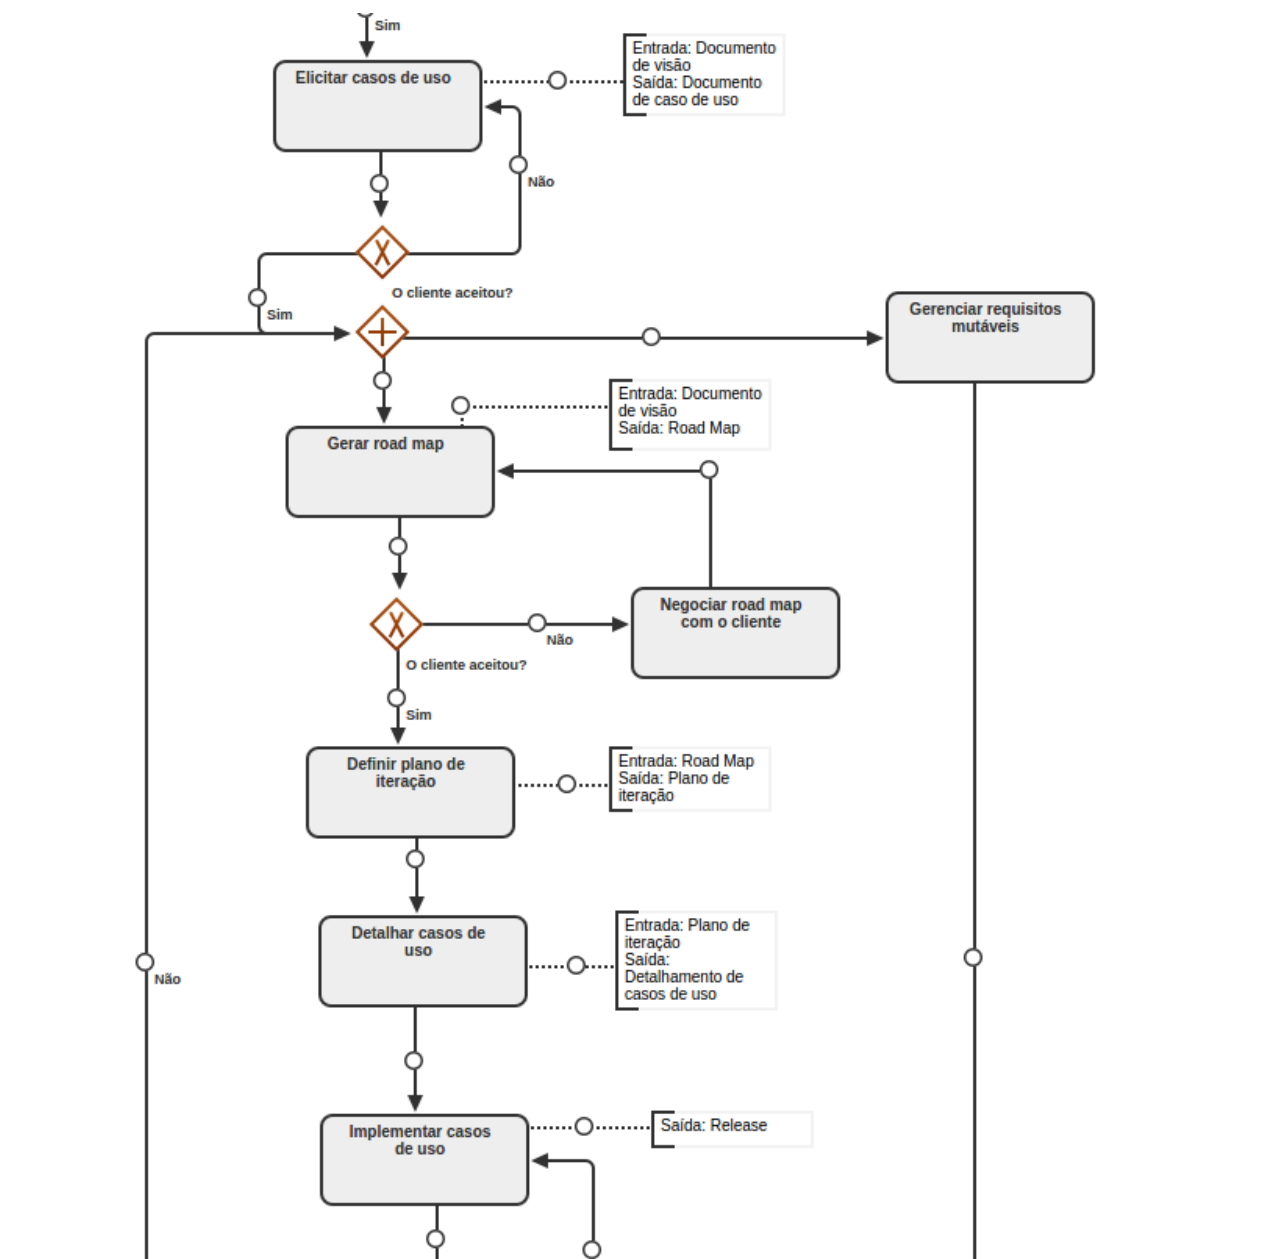 Sim
Elicitar casos de uso
Entrada: Documento
de visão
Saída: Documento
de caso de uso
Não
O cliente aceitou?
Sim
Gerenciar requisitos
mutáveis
Entrada: Documento
de visão
Saída: Road Map
Gerar road map
Negociar road map
com o cliente
Não
O cliente aceitou?
Sim
Definir plano de
iteração
Entrada: Road Map
Saída: Plano de
iteração
Detalhar casos de
uso
Entrada: Plano de
iteração
Saída:
Detalhamento de
casos de uso
Não
Implementar casos
de uso
Saída: Release